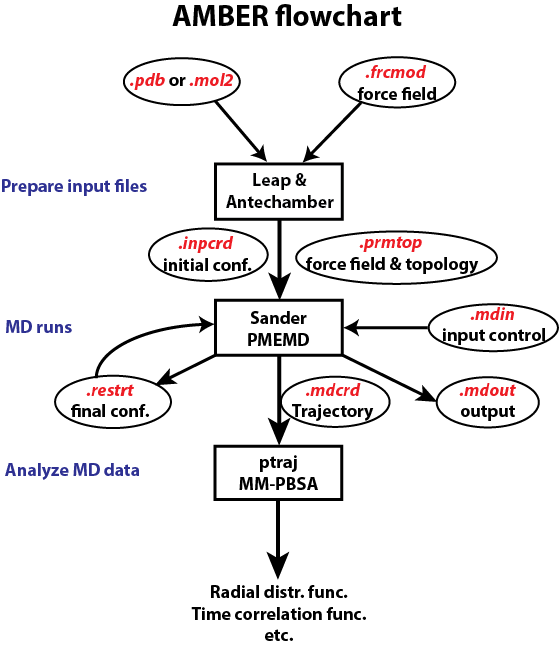 AMBER flowchart
.pdb or .mol2
.frcmod
force field
Prepare input files
Leap &
Antechamber
.inpcrd
initial conf.
.prmtop
force field & topology
MD runs
Sander
PMEMD
.mdin
input control
.restrt
final conf.
.mdcrd
Trajectory
.mdout
output
Analyze MD data
ptraj
MM-PBSA
Radial distr. func.
Time correlation func.
etc.